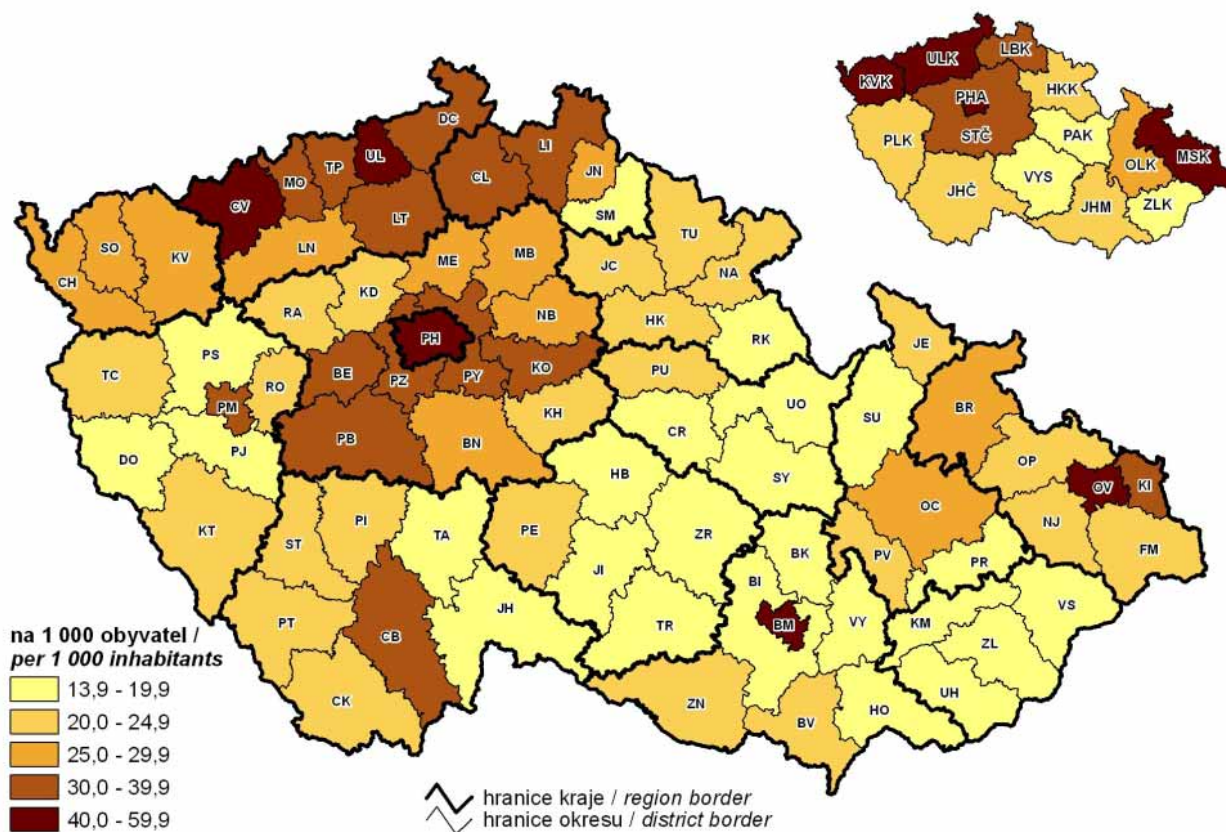 ULK
LBK
KVK
HKK
PHA
STČ
PLK
PAK
OLK
MSK
VYS
JHČ
JHM
ZLK
DC
UL
LI
TP
MO
CL
JN
CV
LT
SM
SO
KV
LN
TU
CH
ME
MB
JC
NA
KD
RA
NB
HK
PH
RK
JE
PS
BE
PZ
PY
KO
PU
TC
RO
PM
KH
UO
SU
BR
PB
BN
CR
DO
PJ
SY
OP
HB
OV
KI
OC
KT
ST
PI
TA
PE
ZR
NJ
FM
PV
PR
BK
JI
BI
VS
JH
TR
BM
VY
KM
PT
CB
ZL
UH
CK
ZN
BV
HO
na 1 000 obyvatel /
per 1 000 inhabitants
13,9 - 19,9
20,0 - 24,9
25,0 - 29,9
30,0 - 39,9
40,0 - 59,9
hranice kraje / region border
hranice okresu / district border